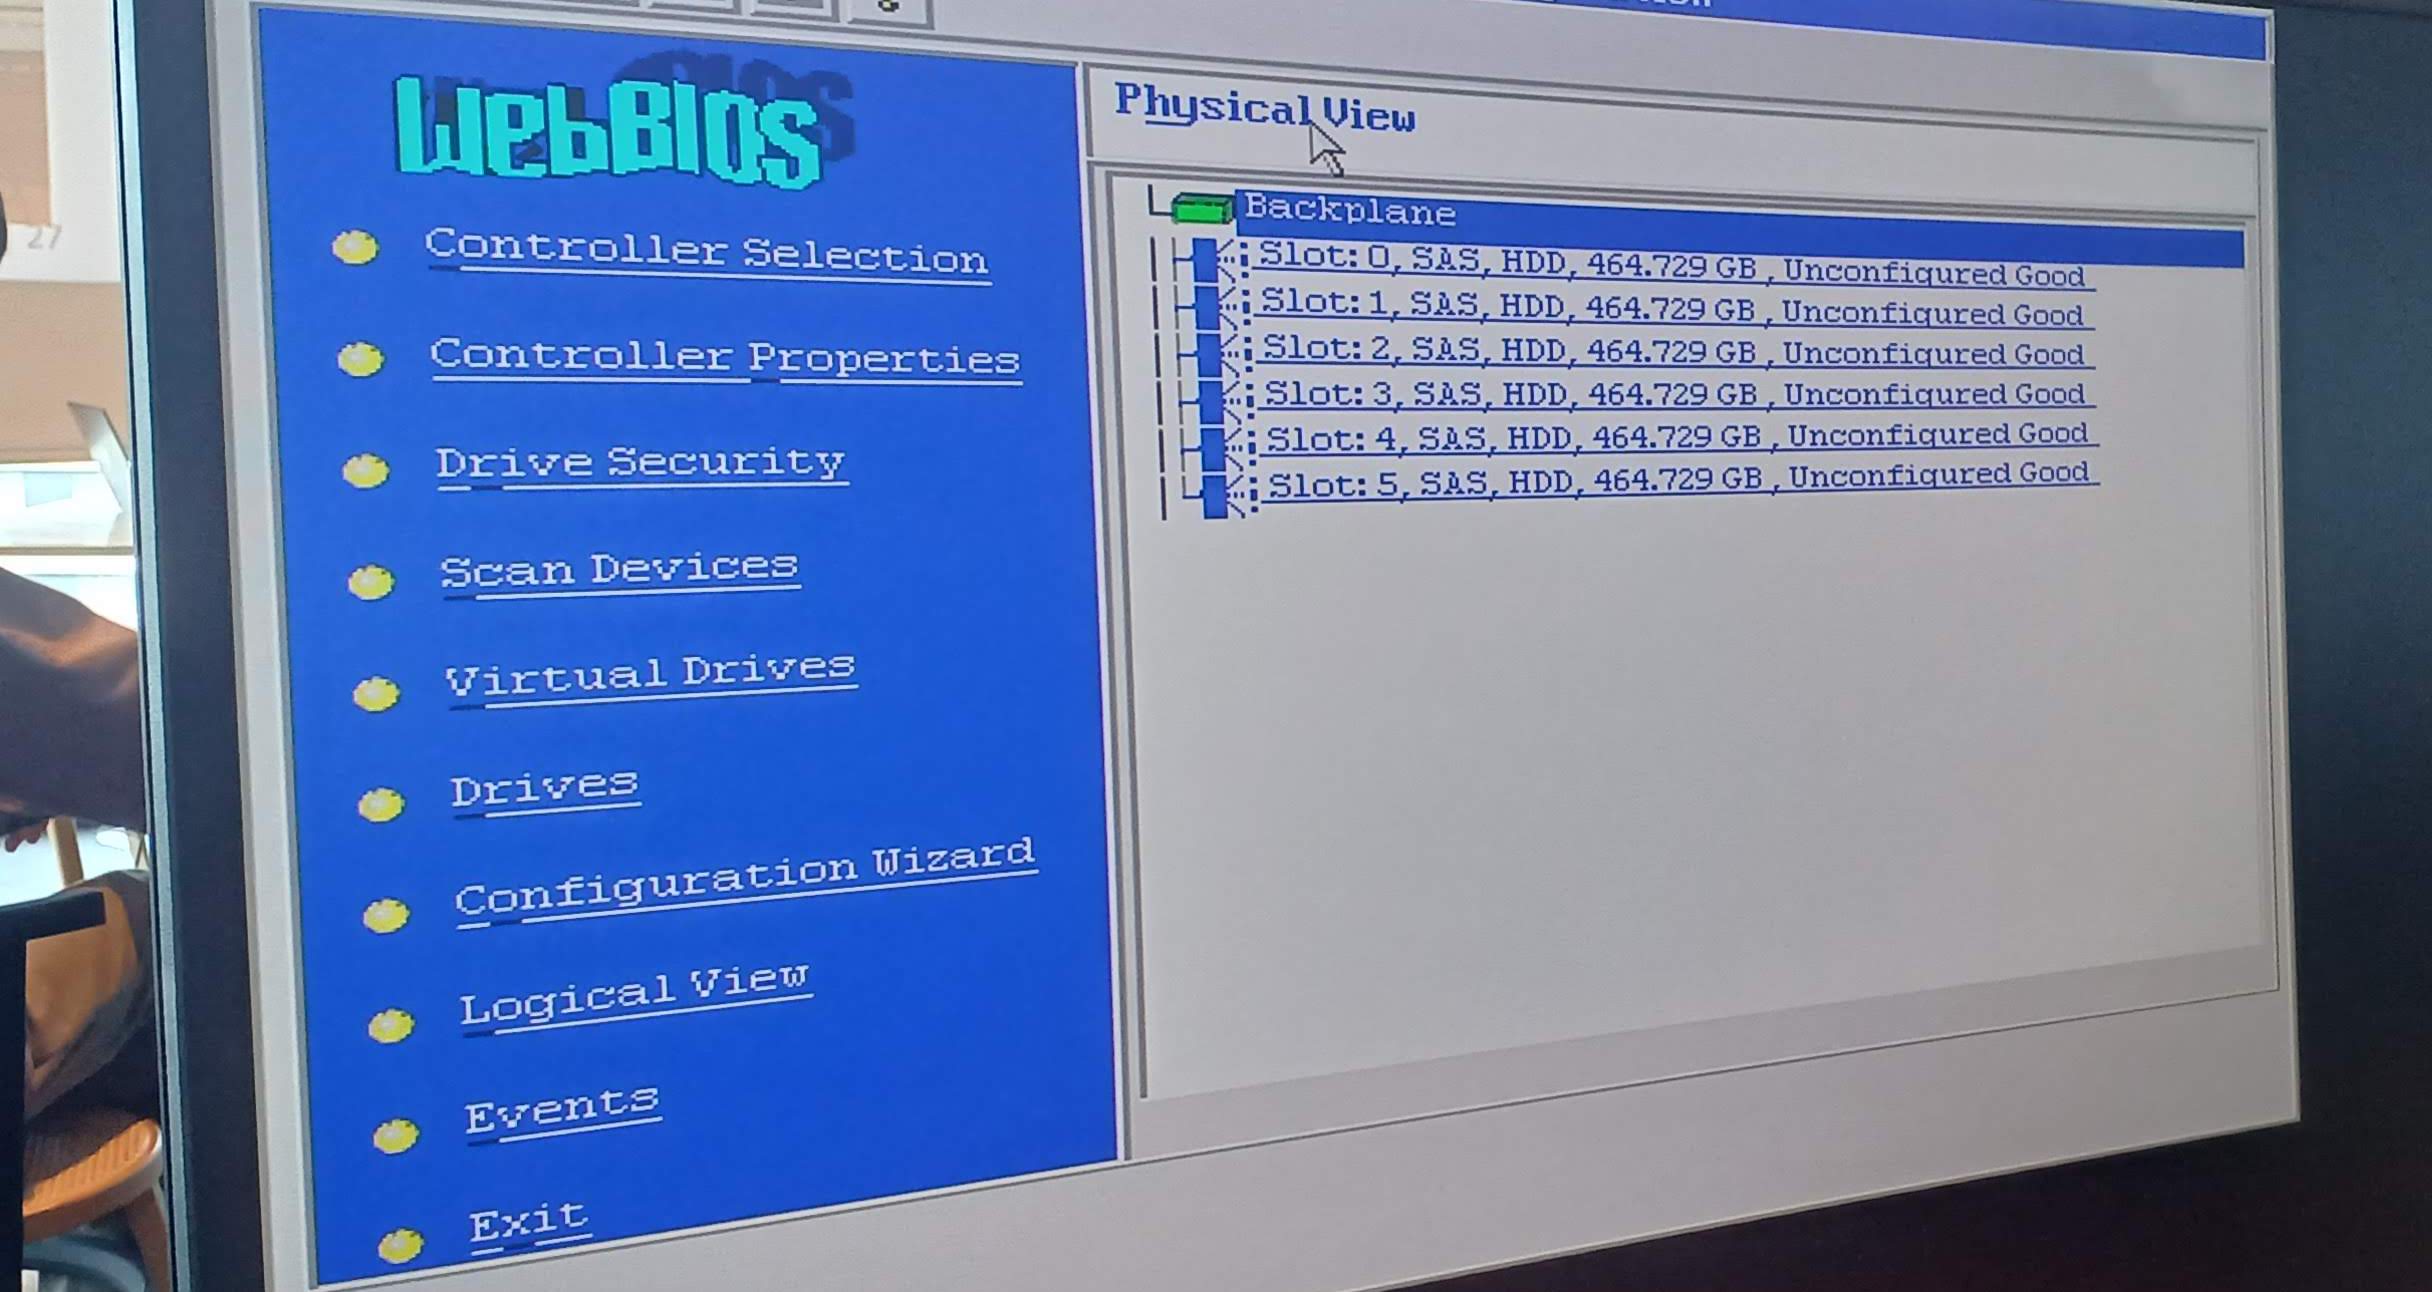 WebBIOS
Controller Selection
Controller Properties
Drive Security
Scan Devices
Virtual Drives
Drives
Configuration Wizard
Logical View
Events
Exit
Physical View
Backplane
Slot: 0, SAS, HDD, 464.729 GB, Unconfigured Good
Slot: 1, SAS, HDD, 464.729 GB, Unconfigured Good
Slot: 2, SAS, HDD, 464.729 GB, Unconfigured Good
Slot: 3, SAS, HDD, 464.729 GB, Unconfigured Good
Slot: 4, SAS, HDD, 464.729 GB, Unconfigured Good
Slot: 5, SAS, HDD, 464.729 GB, Unconfigured Good
27